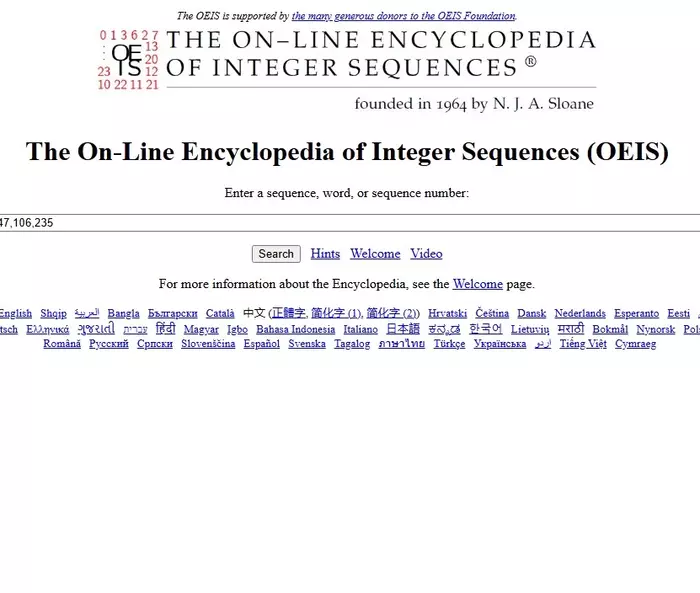 The OEIS is supported by the many generous donors to the OEIS Foundation.
0 1 3 6 2 7
: OE 13
: IS 20
23 12
10 22 11 21
THE ON–LINE ENCYCLOPEDIA
OF INTEGER SEQUENCES ®
founded in 1964 by N. J. A. Sloane
The On-Line Encyclopedia of Integer Sequences (OEIS)
Enter a sequence, word, or sequence number:
47,106,235
Search Hints Welcome Video
For more information about the Encyclopedia, see the Welcome page.
English Shqip العربية Bangla Български Català 中文 (正體字, 简化字 (1), 简化字 (2)) Hrvatski Čeština Dansk Nederlands Esperanto Eesti
tsch Ελληνικά ગુજરાતી עברית हिंदी Magyar Igbo Bahasa Indonesia Italiano 日本語 ಕನ್ನಡ 한국어 Lietuvių मराठी Bokmål Nynorsk Pols
Română Русский Српски Slovenščina Español Svenska Tagalog ภาษาไทย Türkçe Українська اردو Tiếng Việt Cymraeg